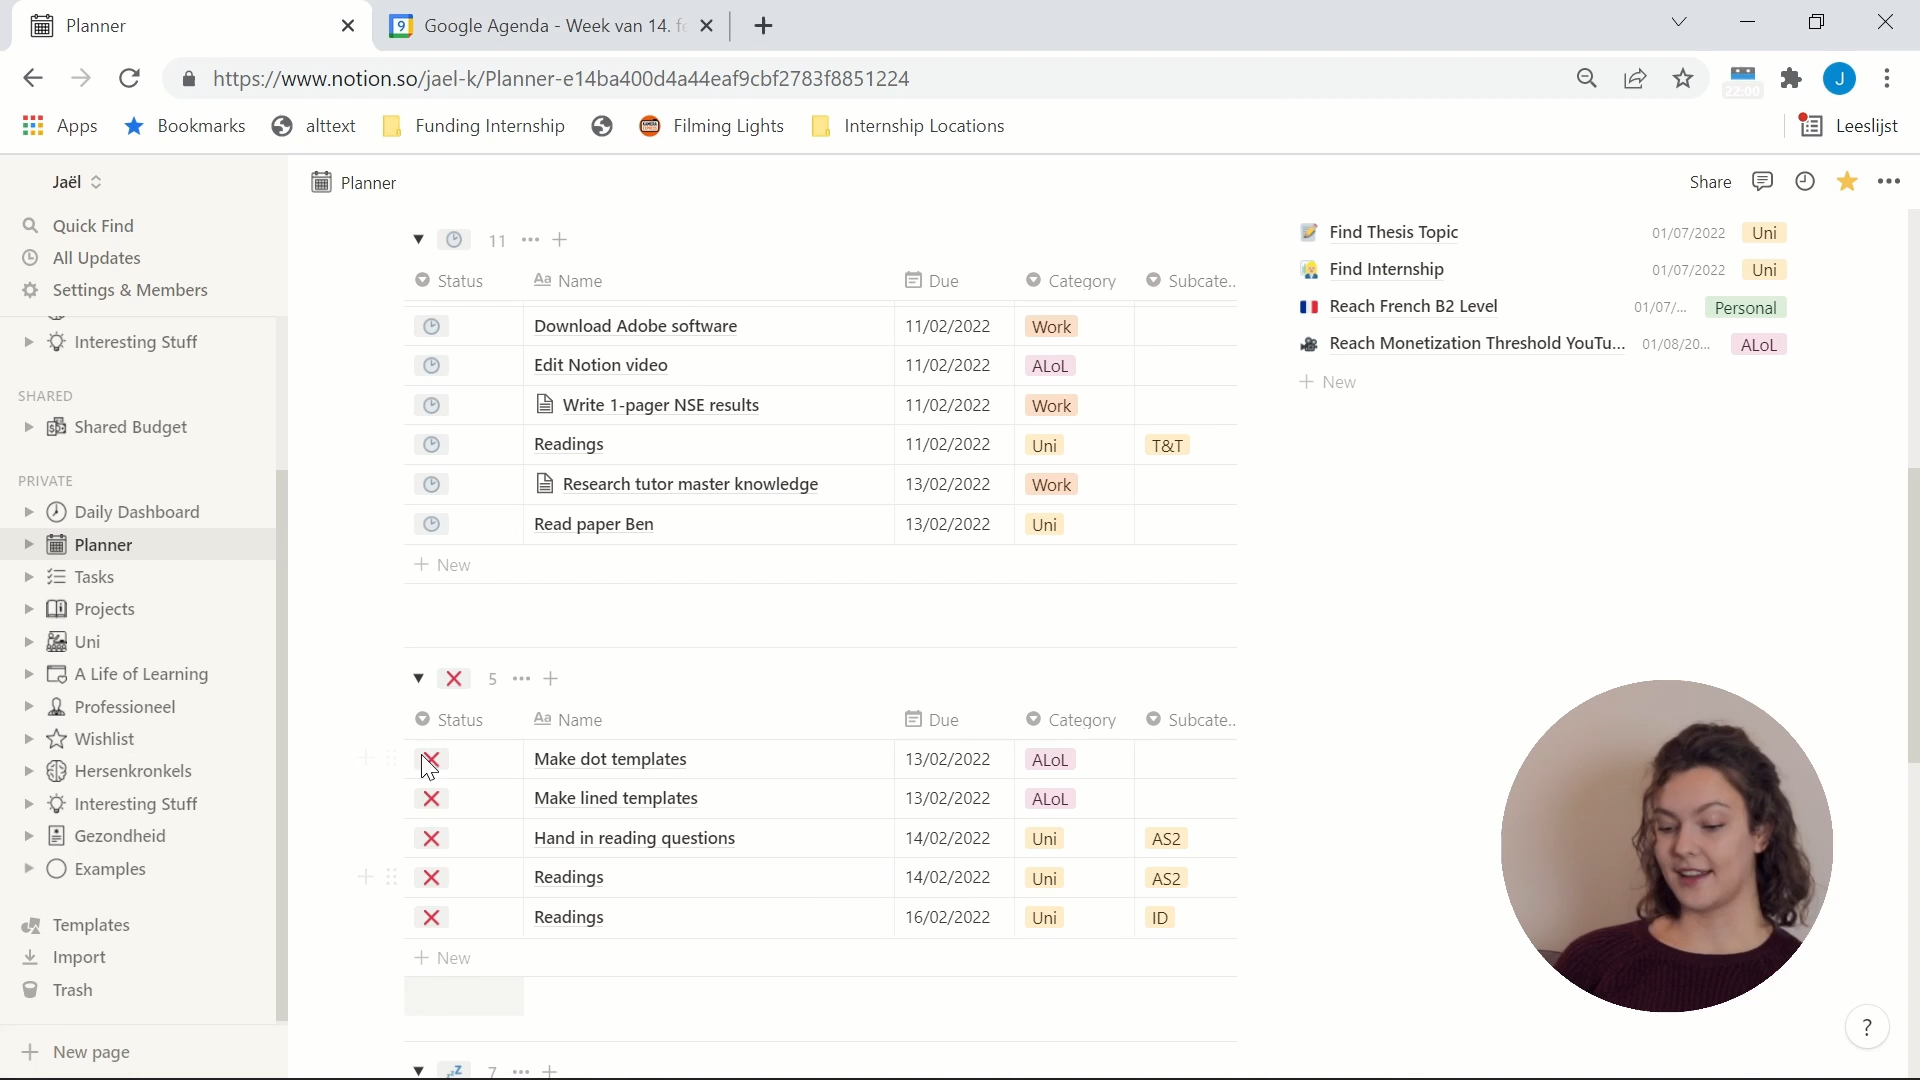 Planner
Google Agenda - Week van 14. fe
https://www.notion.so/jael-k/Planner-e14ba400d4a44eaf9cbf2783f8851224
22:00
J
Apps
Bookmarks
alttext
Funding Internship
Filming Lights
Internship Locations
Leeslijst
Jaël
Planner
Share
Quick Find
All Updates
Settings & Members
Interesting Stuff
SHARED
Shared Budget
PRIVATE
Daily Dashboard
Planner
Tasks
Projects
Uni
A Life of Learning
Professioneel
Wishlist
Hersenkronkels
Interesting Stuff
Gezondheid
Examples
Templates
Import
Trash
New page
11
Status Name Due Category Subcate..
Download Adobe software 11/02/2022 Work
Edit Notion video 11/02/2022 ALoL
Write 1-pager NSE results 11/02/2022 Work
Readings 11/02/2022 Uni T&T
Research tutor master knowledge 13/02/2022 Work
Read paper Ben 13/02/2022 Uni
New
5
Status Name Due Category Subcate..
Make dot templates 13/02/2022 ALoL
Make lined templates 13/02/2022 ALoL
Hand in reading questions 14/02/2022 Uni AS2
Readings 14/02/2022 Uni AS2
Readings 16/02/2022 Uni ID
New
7
Find Thesis Topic 01/07/2022 Uni
Find Internship 01/07/2022 Uni
Reach French B2 Level 01/07/... Personal
Reach Monetization Threshold YouTu... 01/08/20... ALoL
New
?